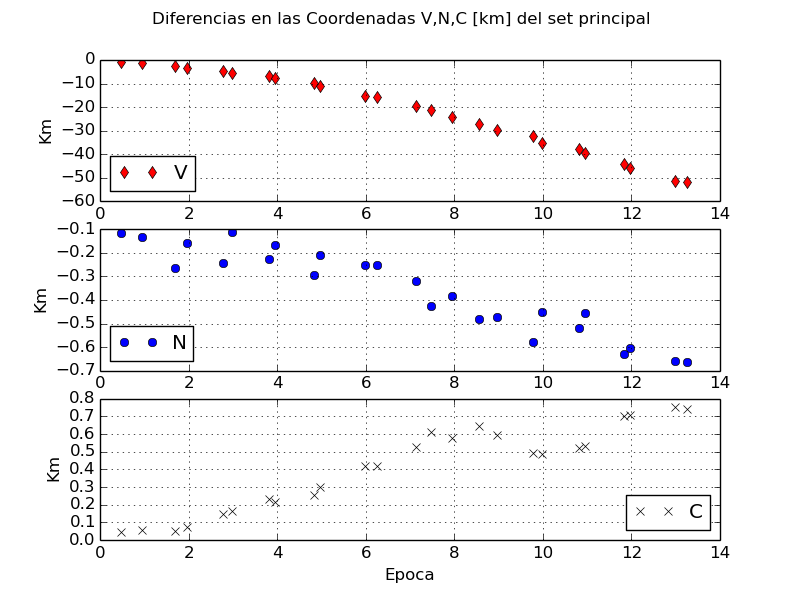 Diferencias en las Coordenadas V,N,C [km] del set principal
0
−10
−20
−30
−40
−50
−60
Km
V
0 2 4 6 8 10 12 14
−0.1
−0.2
−0.3
−0.4
−0.5
−0.6
−0.7
Km
N
0 2 4 6 8 10 12 14
0.8
0.7
0.6
0.5
0.4
0.3
0.2
0.1
0.0
Km
C
0 2 4 6 8 10 12 14
Epoca